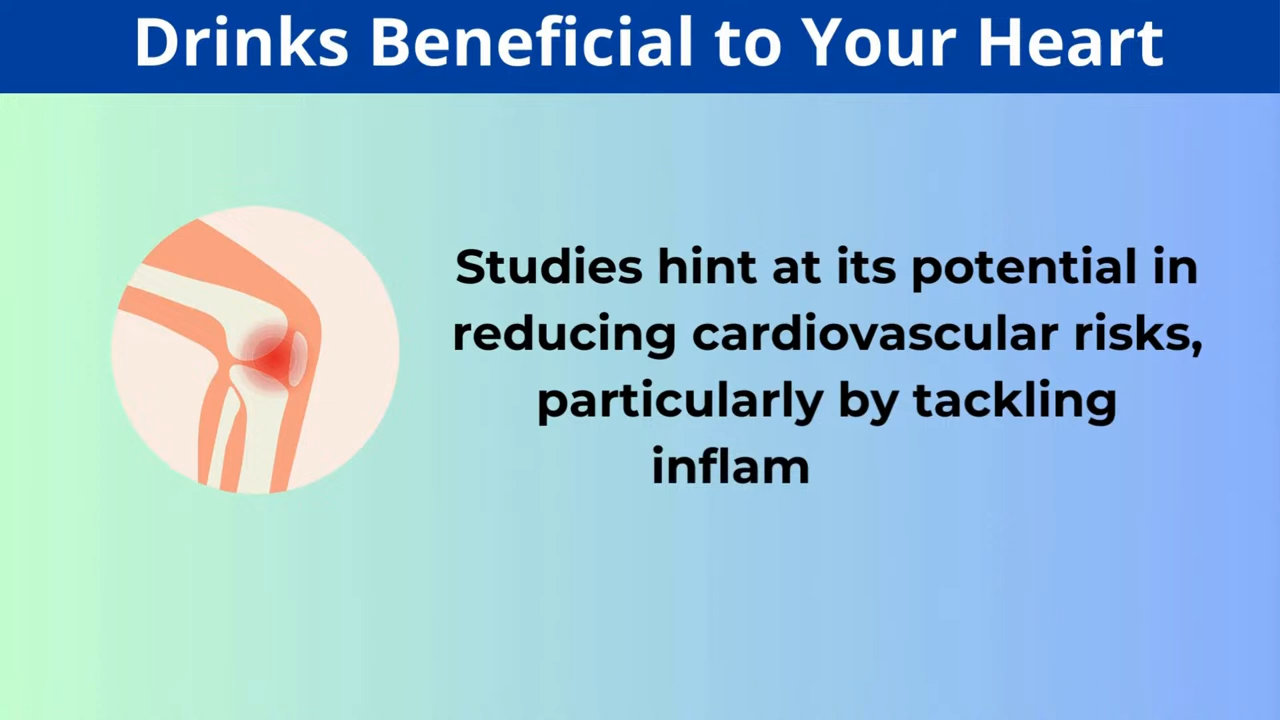 Drinks Beneficial to Your Heart
Studies hint at its potential in
reducing cardiovascular risks,
particularly by tackling
inflam